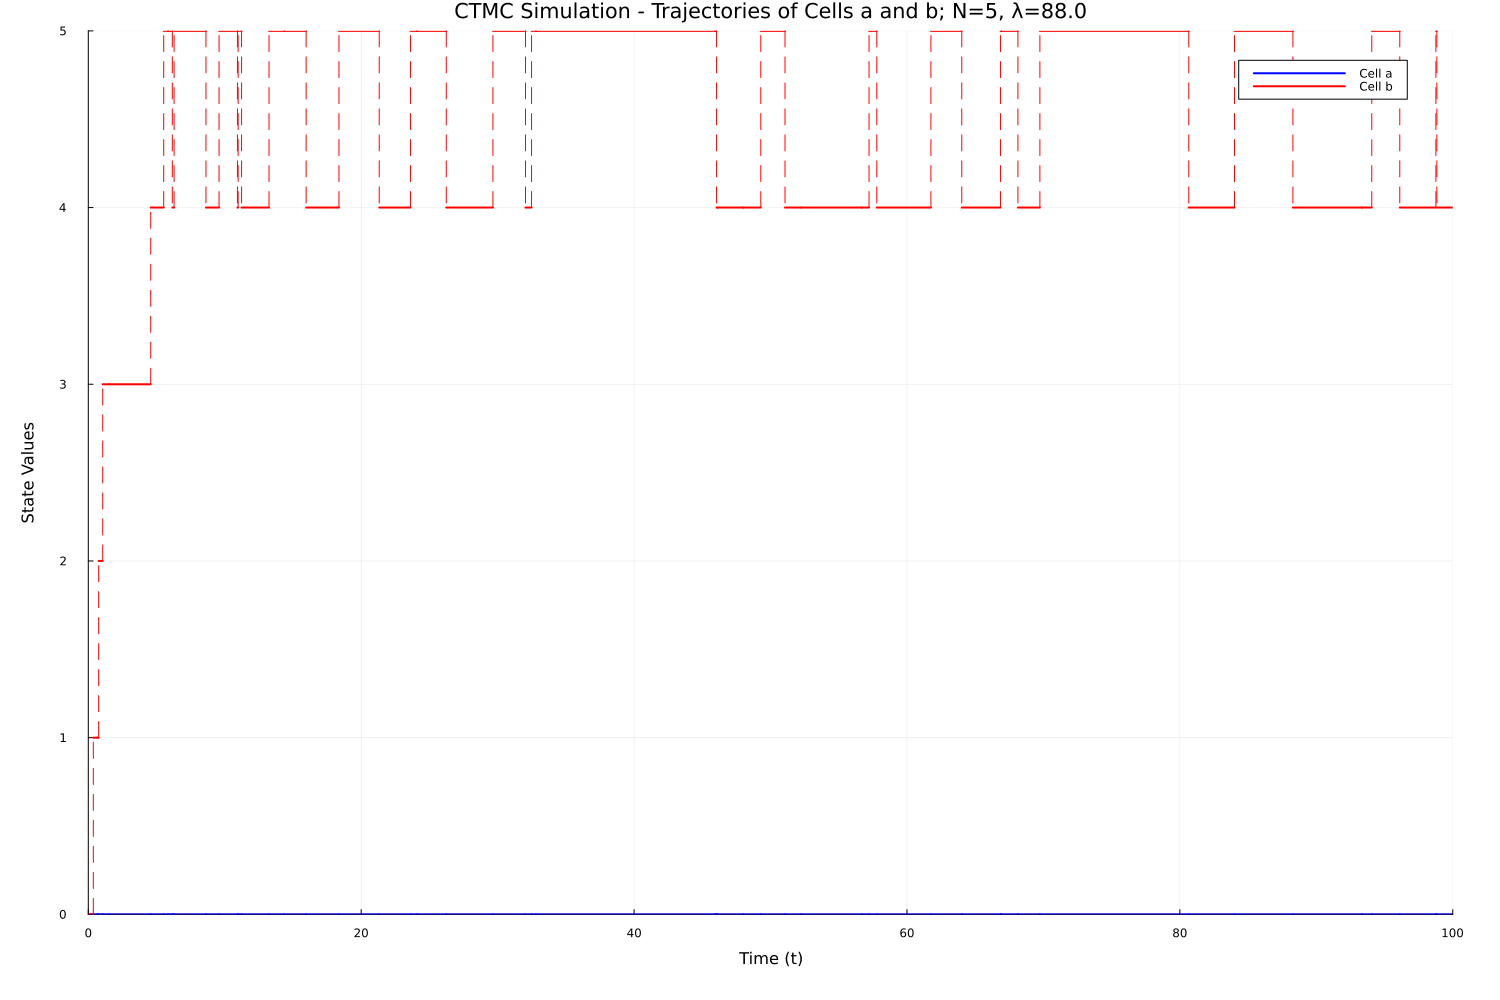 CTMC Simulation - Trajectories of Cells a and b; N=5, λ=88.0
5
Cell a
Cell b
4
3
State Values
2
1
0
0 20 40 60 80 100
Time (t)